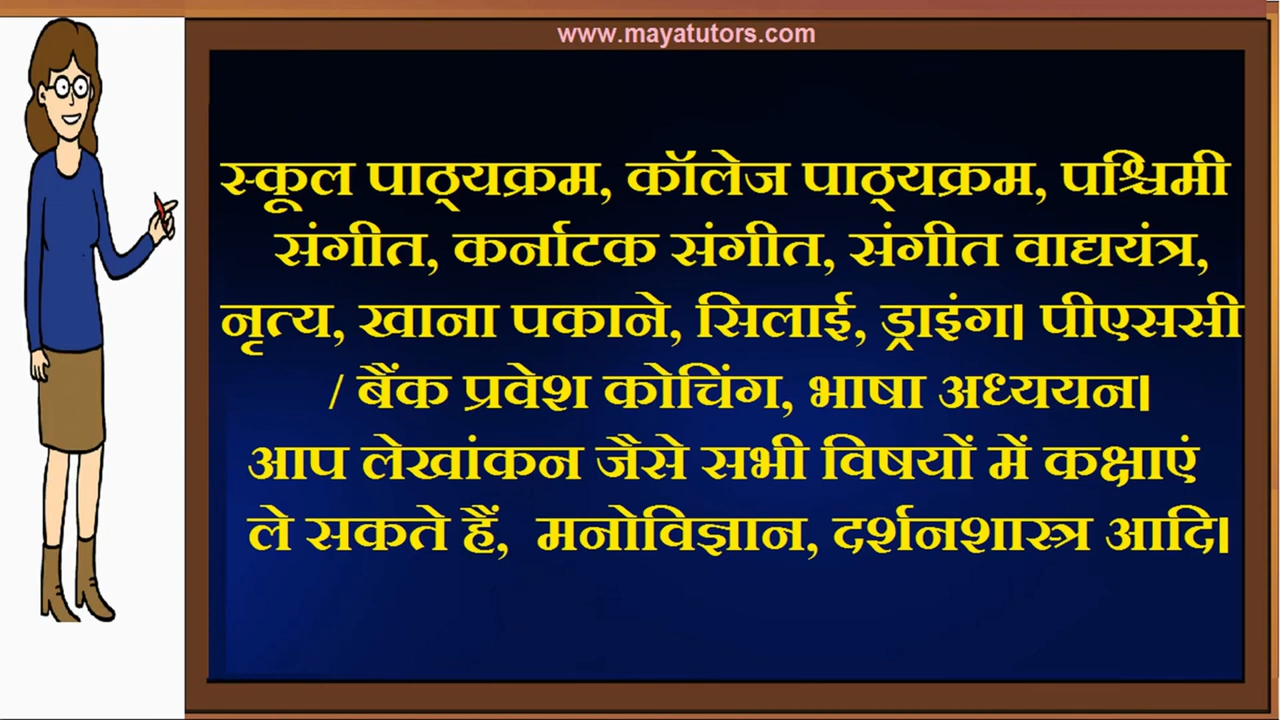 www.mayatutors.com
स्कूल पाठ्यक्रम, कॉलेज पाठ्यक्रम, पश्चिमी
संगीत, कर्नाटक संगीत, संगीत वाद्ययंत्र,
नृत्य, खाना पकाने, सिलाई, ड्राइंग। पीएससी
/ बैंक प्रवेश कोचिंग, भाषा अध्ययन।
आप लेखांकन जैसे सभी विषयों में कक्षाएं
ले सकते हैं, मनोविज्ञान, दर्शनशास्त्र आदि।